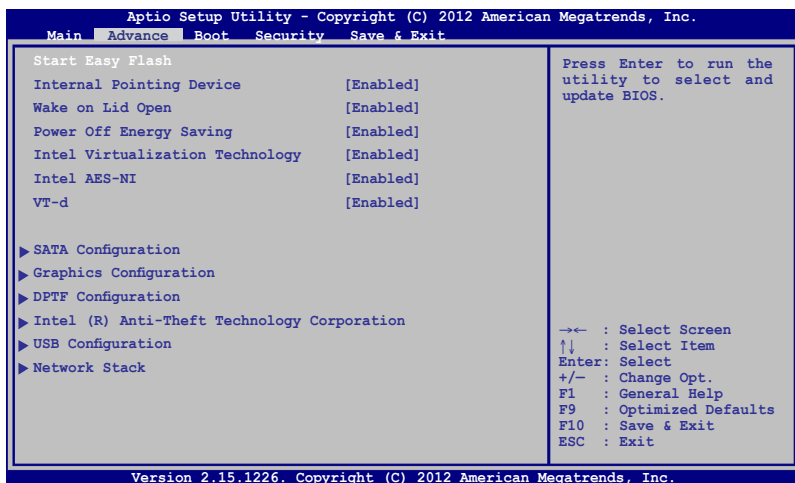 Aptio Setup Utility - Copyright (C) 2012 American Megatrends, Inc.
Main Advance Boot Security Save & Exit
Start Easy Flash
Internal Pointing Device [Enabled]
Wake on Lid Open [Enabled]
Power Off Energy Saving [Enabled]
Intel Virtualization Technology [Enabled]
Intel AES-NI [Enabled]
VT-d [Enabled]
SATA Configuration
Graphics Configuration
DPTF Configuration
Intel (R) Anti-Theft Technology Corporation
USB Configuration
Network Stack
Press Enter to run the
utility to select and
update BIOS.
→← : Select Screen
↑↓ : Select Item
Enter: Select
+/— : Change Opt.
F1 : General Help
F9 : Optimized Defaults
F10 : Save & Exit
ESC : Exit
Version 2.15.1226. Copyright (C) 2012 American Megatrends, Inc.